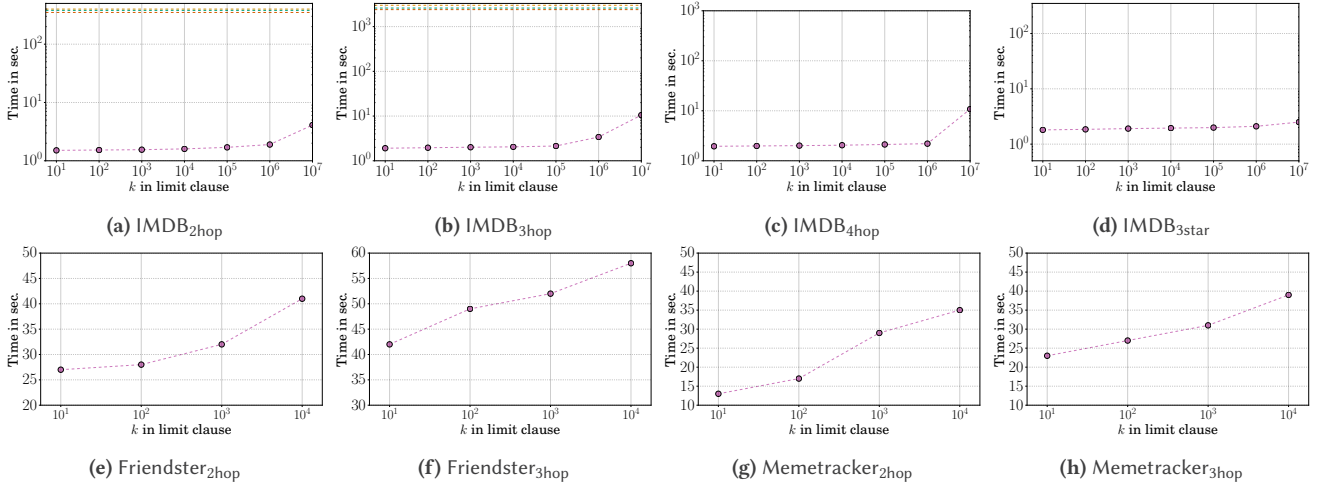 Time in sec.
10²
10¹
10⁰
10¹ 10² 10³ 10⁴ 10⁵ 10⁶ 10⁷
k in limit clause
(a) IMDB₂ₕₒₚ
Time in sec.
10³
10²
10¹
10⁰
10¹ 10² 10³ 10⁴ 10⁵ 10⁶ 10⁷
k in limit clause
(b) IMDB₃ₕₒₚ
Time in sec.
10³
10²
10¹
10⁰
10¹ 10² 10³ 10⁴ 10⁵ 10⁶ 10⁷
k in limit clause
(c) IMDB₄ₕₒₚ
Time in sec.
10²
10¹
10⁰
10¹ 10² 10³ 10⁴ 10⁵ 10⁶ 10⁷
k in limit clause
(d) IMDB₃ₛₜₐᵣ
Time in sec.
50
45
40
35
30
25
20
10¹ 10² 10³ 10⁴
k in limit clause
(e) Friendster₂ₕₒₚ
Time in sec.
60
55
50
45
40
35
30
10¹ 10² 10³ 10⁴
k in limit clause
(f) Friendster₃ₕₒₚ
Time in sec.
50
45
40
35
30
25
20
15
10
10¹ 10² 10³ 10⁴
k in limit clause
(g) Memetracker₂ₕₒₚ
Time in sec.
50
45
40
35
30
25
20
15
10
10¹ 10² 10³ 10⁴
k in limit clause
(h) Memetracker₃ₕₒₚ